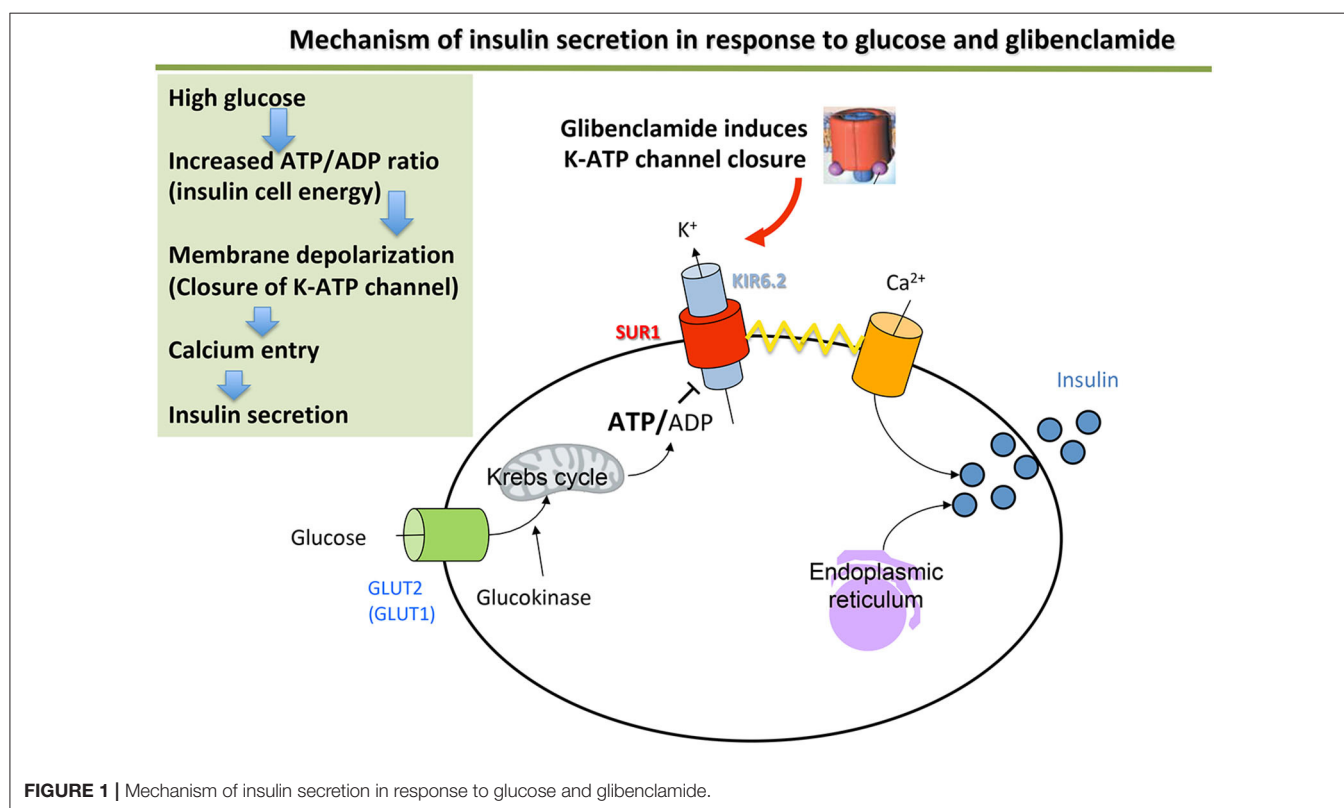 Mechanism of insulin secretion in response to glucose and glibenclamide
High glucose
Increased ATP/ADP ratio
(insulin cell energy)
Membrane depolarization
(Closure of K-ATP channel)
Calcium entry
Insulin secretion
Glibenclamide induces
K-ATP channel closure
K⁺
KIR6.2
SUR1
Ca²⁺
Insulin
ATP/ADP
Krebs cycle
Glucose
GLUT2
(GLUT1)
Glucokinase
Endoplasmic
reticulum
FIGURE 1 | Mechanism of insulin secretion in response to glucose and glibenclamide.